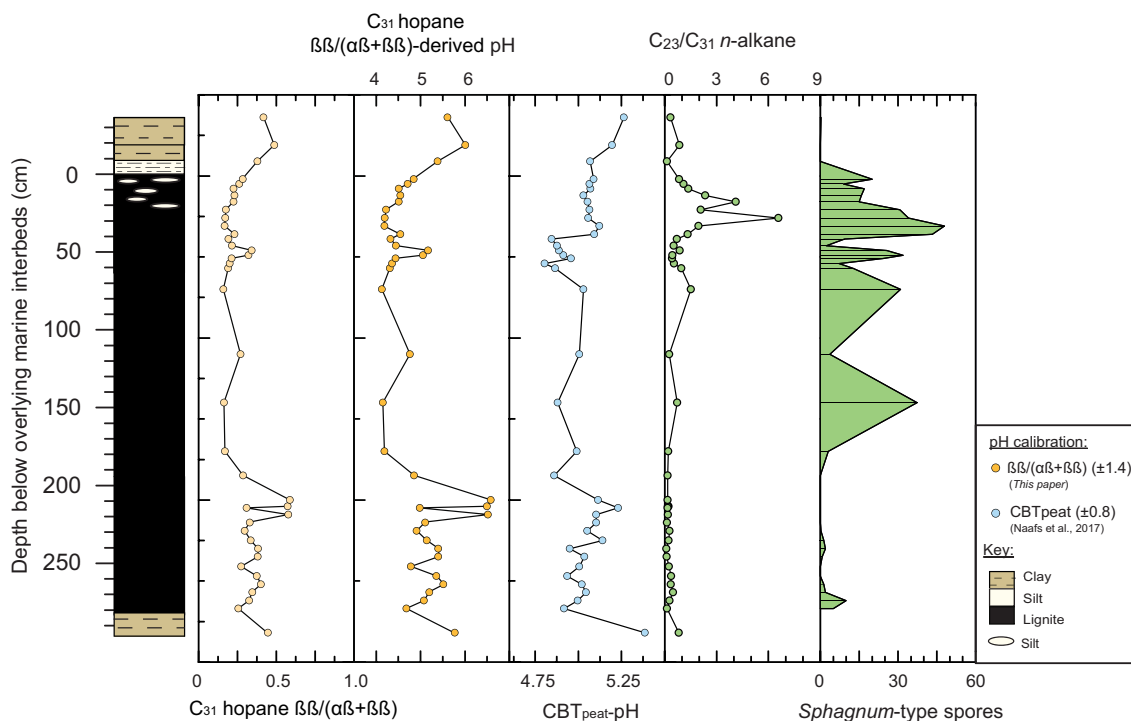 C31 hopane
ßß/(αß+ßß)-derived pH
C23/C31 n-alkane
4 5 6
0 3 6 9
Depth below overlying marine interbeds (cm)
0
50
100
150
200
250
0 0.5 1.0
4.75 5.25
0 30 60
C31 hopane ßß/(αß+ßß)
CBTpeat-pH
Sphagnum-type spores
pH calibration:
ßß/(αß+ßß) (±1.4)
(This paper)
CBTpeat (±0.8)
(Naafs et al., 2017)
Key:
Clay
Silt
Lignite
Silt